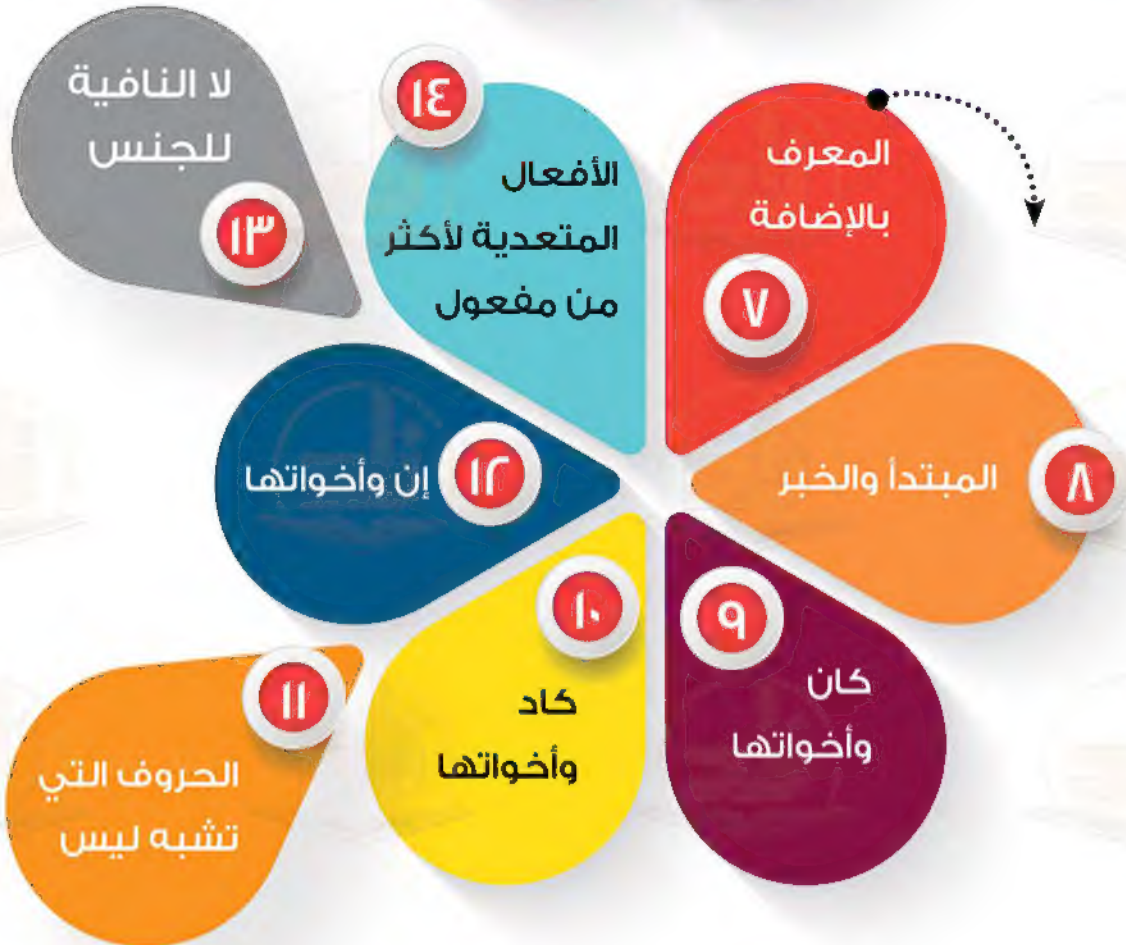 المعرف
بالإضافة
٧
المبتدأ والخبر
٨
٩
كان
وأخواتها
١٠
كاد
وأخواتها
١١
الحروف التي
تشبه ليس
١٢
إن وأخواتها
لا النافية
للجنس
١٣
١٤
الأفعال
المتعدية لأكثر
من مفعول